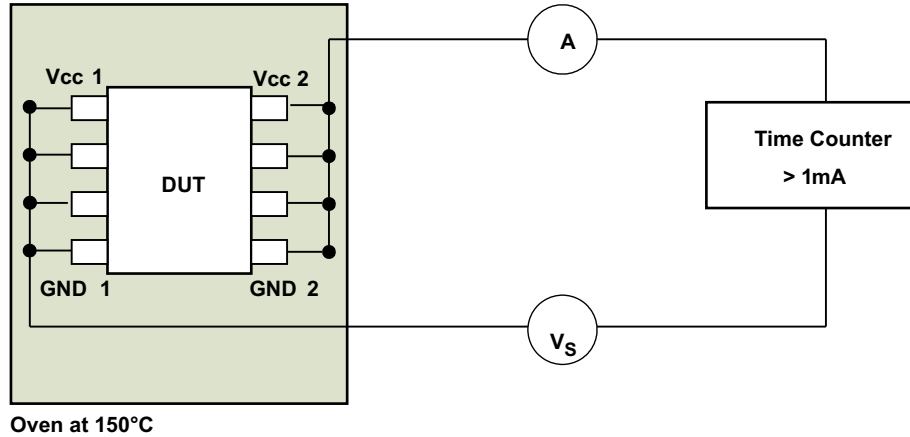 A
Vcc 1
Vcc 2
Time Counter
> 1mA
DUT
GND 1
GND 2
VS
Oven at 150°C